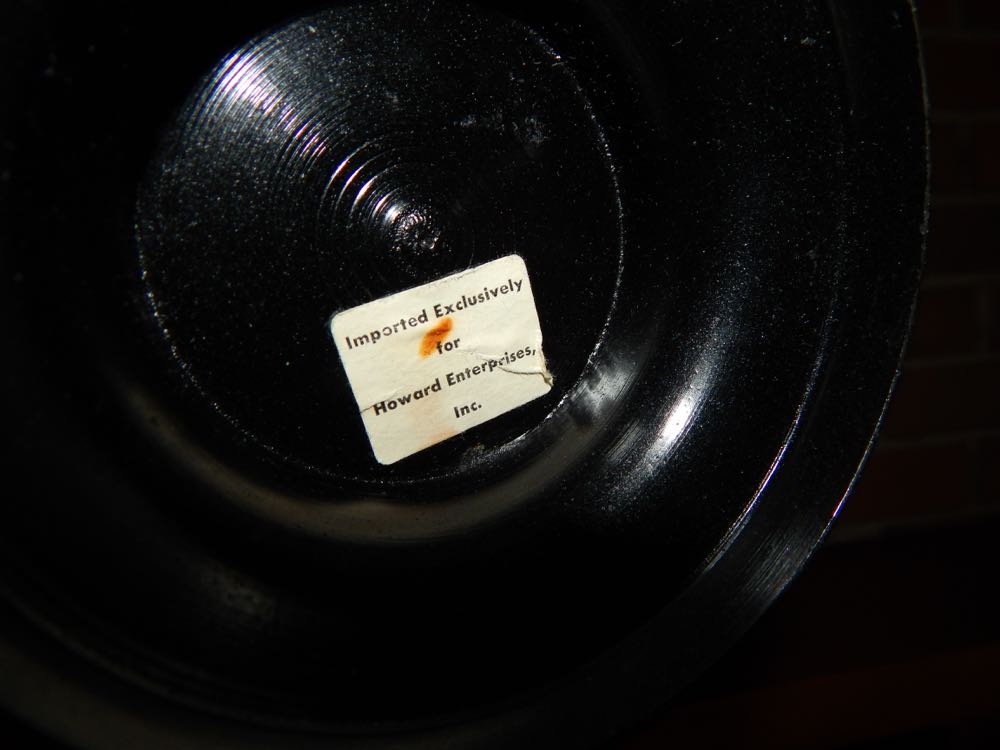 Imported Exclusively
for
Howard Enterprises,
Inc.